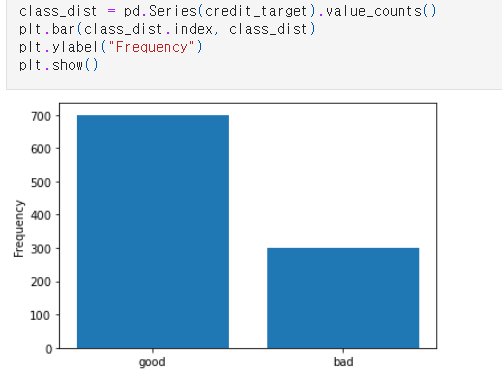 class_dist = pd.Series(credit_target).value_counts()
plt.bar(class_dist.index, class_dist)
plt.ylabel("Frequency")
plt.show()
700
600
500
400
300
200
100
0
Frequency
good bad